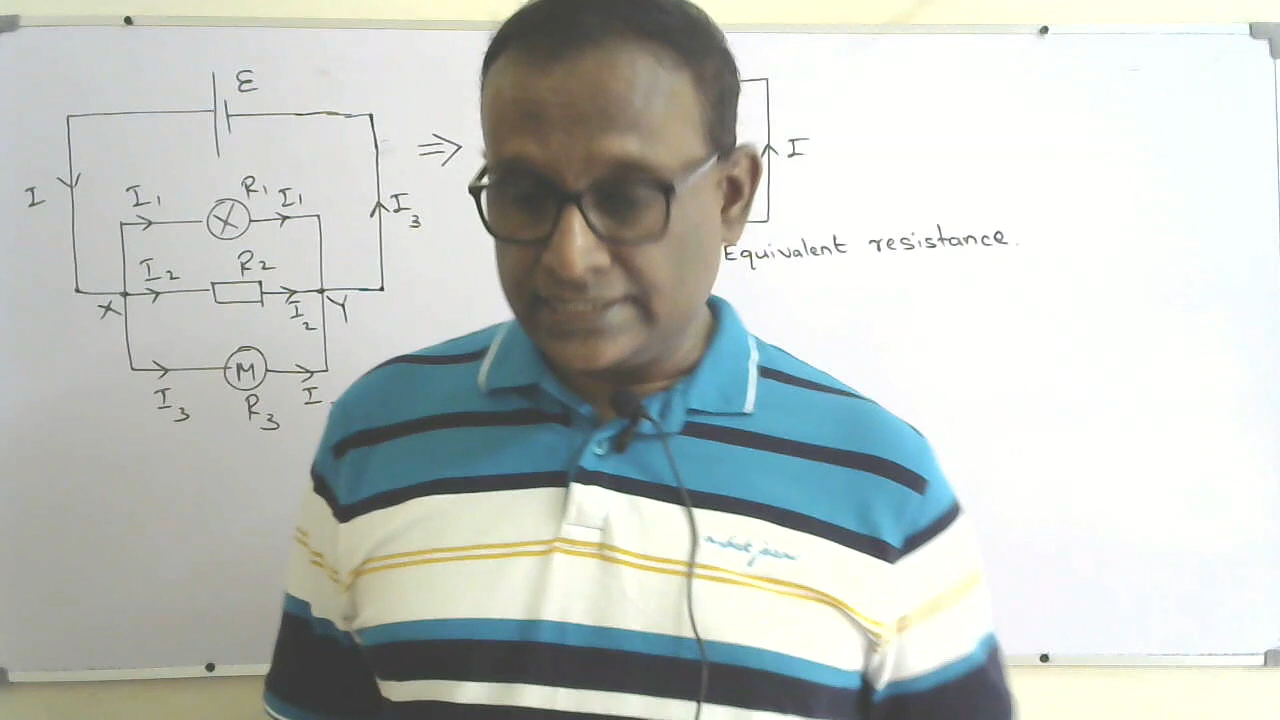 ε
⇒
I
I₁ R₁ I₁
X
I₃
I
I₂ R₂
I₂
X Y
M
I₃ R₃ I
Equivalent resistance.